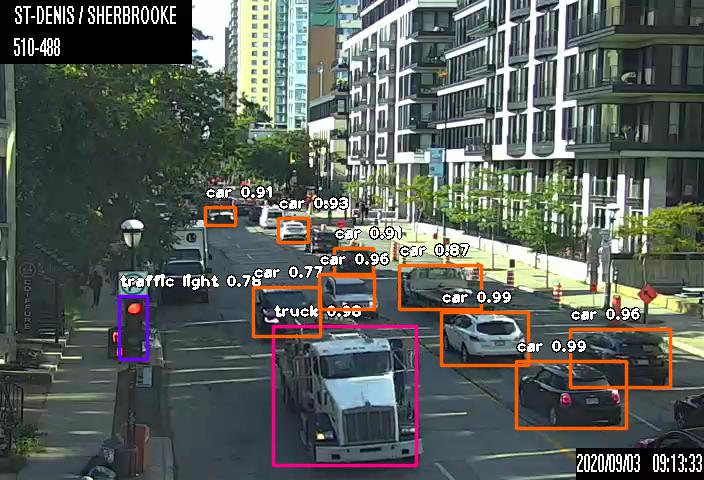 ST-DENIS / SHERBROOKE
510-488
car 0.91
car 0.93
car 0.91
car 0.87
car 0.96
car 0.77
traffic light 0.78
car 0.99
truck 0.98
car 0.96
car 0.99
COIFFURE
2020/09/03 09:13:33